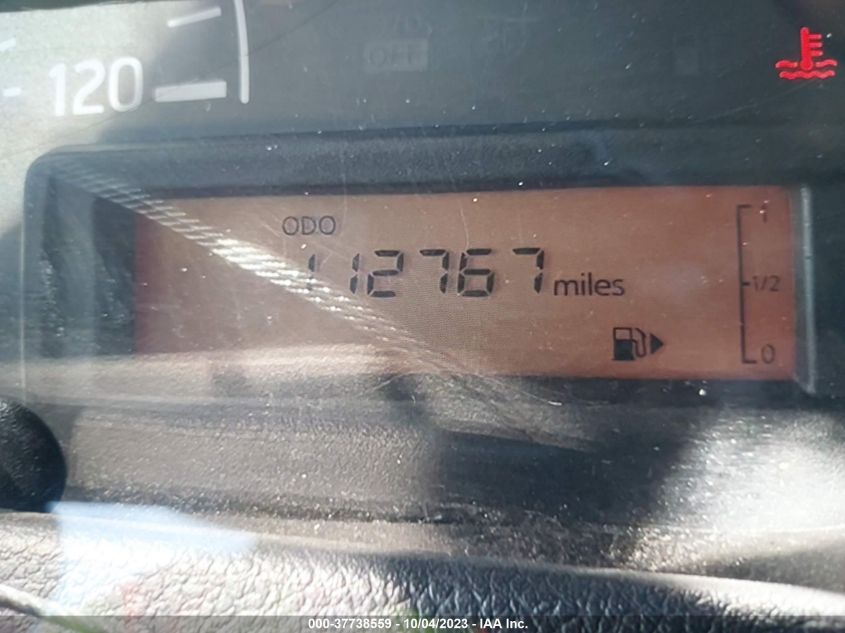 120
OFF
ODO
112767 miles
1
1/2
0
000-37738559 - 10/04/2023 - IAA Inc.